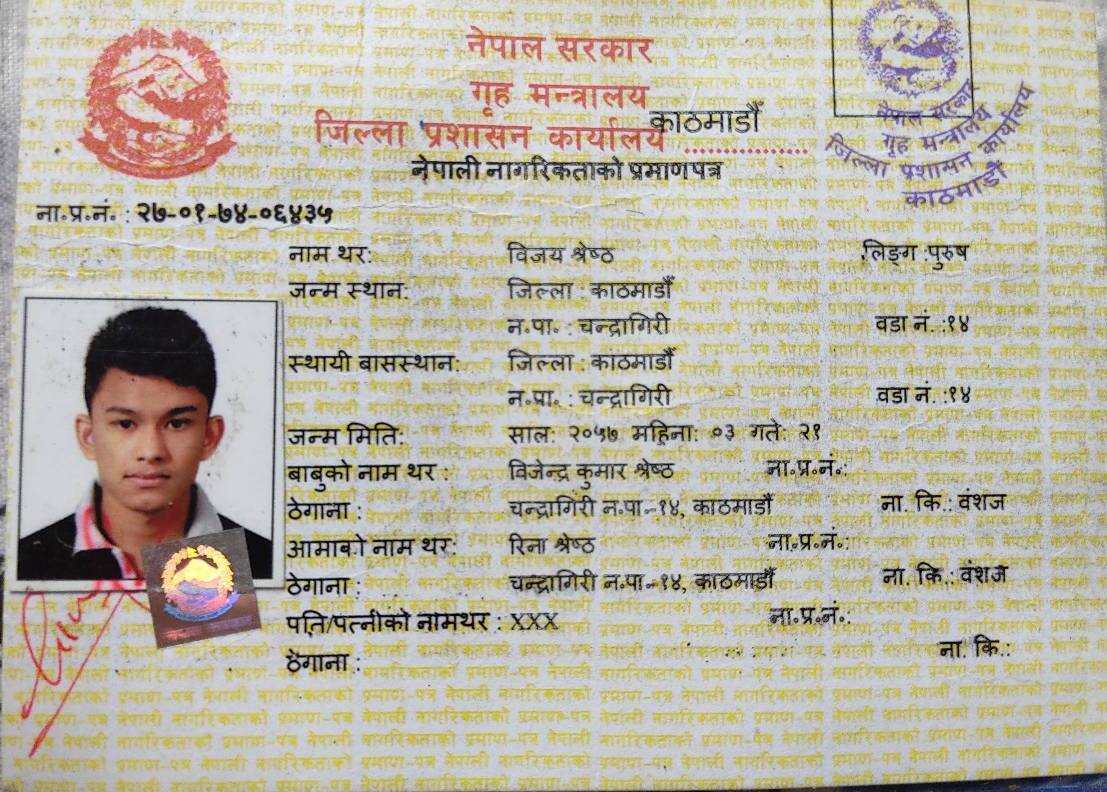 नेपाल सरकार
गृह मन्त्रालय
जिल्ला प्रशासन कार्यालय काठमाडौँ ................
नेपाली नागरिकताको प्रमाणपत्र
नेपाल सरकार
गृह मन्त्रालय
जिल्ला प्रशासन कार्यालय
काठमाडौँ
ना.प्र.नं. : २७-०१-७४-०६४३५
नाम थर: विजय श्रेष्ठ लिङ्ग :पुरुष
जन्म स्थान: जिल्ला : काठमाडौँ
न.पा. : चन्द्रागिरी वडा नं. :१४
स्थायी बासस्थान: जिल्ला : काठमाडौँ
न.पा. : चन्द्रागिरी वडा नं. :१४
जन्म मिति: साल: २०५७ महिना: ०३ गते: २१
बाबुको नाम थर : विजेन्द्र कुमार श्रेष्ठ ना.प्र.नं.:
ठेगाना : चन्द्रागिरी न.पा.-१४, काठमाडौँ ना. कि.: वंशज
आमाको नाम थर: रिना श्रेष्ठ ना.प्र.नं.:
ठेगाना : चन्द्रागिरी न.पा.-१४, काठमाडौँ ना. कि.: वंशज
पति/पत्नीको नामथर : XXX ना.प्र.नं.:
ठेगाना : ना. कि.: